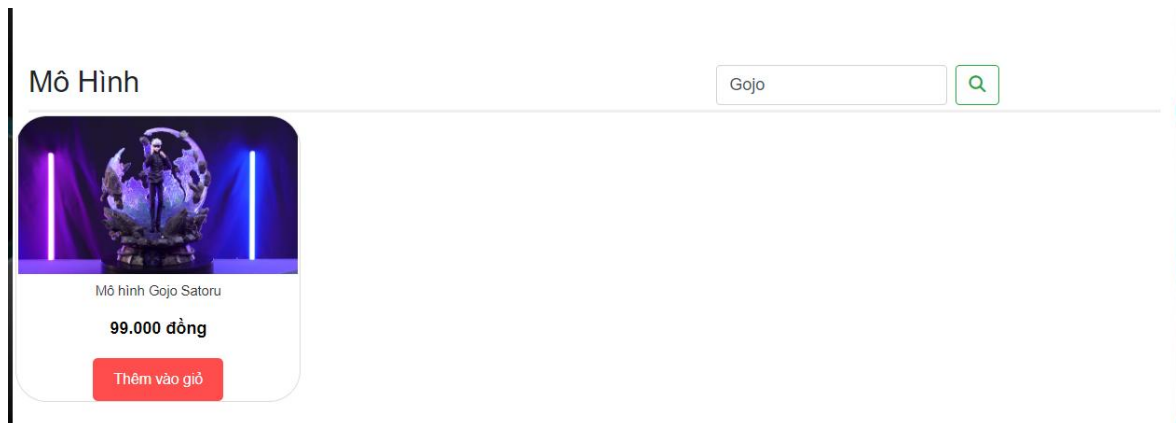 Mô Hình
Gojo
Mô hình Gojo Satoru
99.000 đồng
Thêm vào giỏ